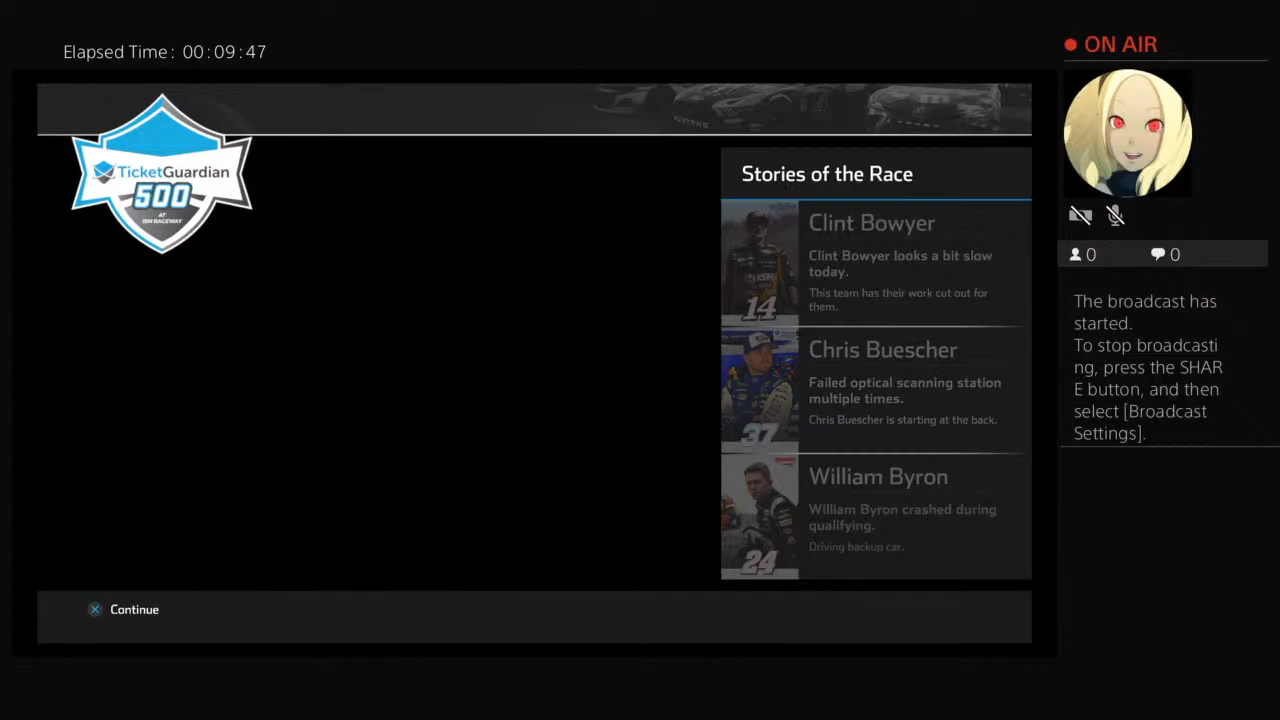 Elapsed Time: 00:09:47
ON AIR
TicketGuardian
500
AT
ISM RACEWAY
Stories of the Race
Clint Bowyer
Clint Bowyer looks a bit slow
today.
This team has their work cut out for
them.
14
Chris Buescher
Failed optical scanning station
multiple times.
Chris Buescher is starting at the back.
37
William Byron
William Byron crashed during
qualifying.
Driving backup car.
24
Continue
0
0
The broadcast has
started.
To stop broadcasti
ng, press the SHAR
E button, and then
select [Broadcast
Settings].